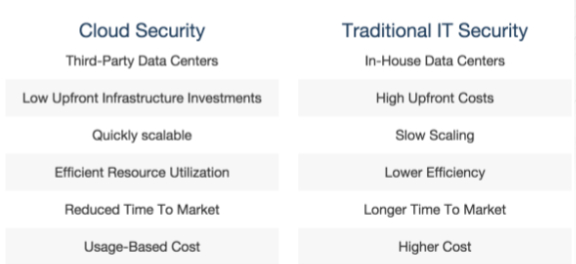 Cloud Security
Traditional IT Security
Third-Party Data Centers
In-House Data Centers
Low Upfront Infrastructure Investments
High Upfront Costs
Quickly scalable
Slow Scaling
Efficient Resource Utilization
Lower Efficiency
Reduced Time To Market
Longer Time To Market
Usage-Based Cost
Higher Cost